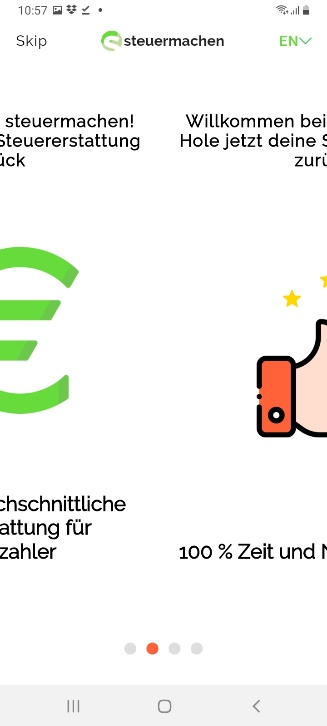 10:57
Skip
steuermachen
EN
steuermachen!
Steuererstattung
ück
Willkommen bei
Hole jetzt deine S
zurü
€
chschnittliche
attung für
zahler
100 % Zeit und N